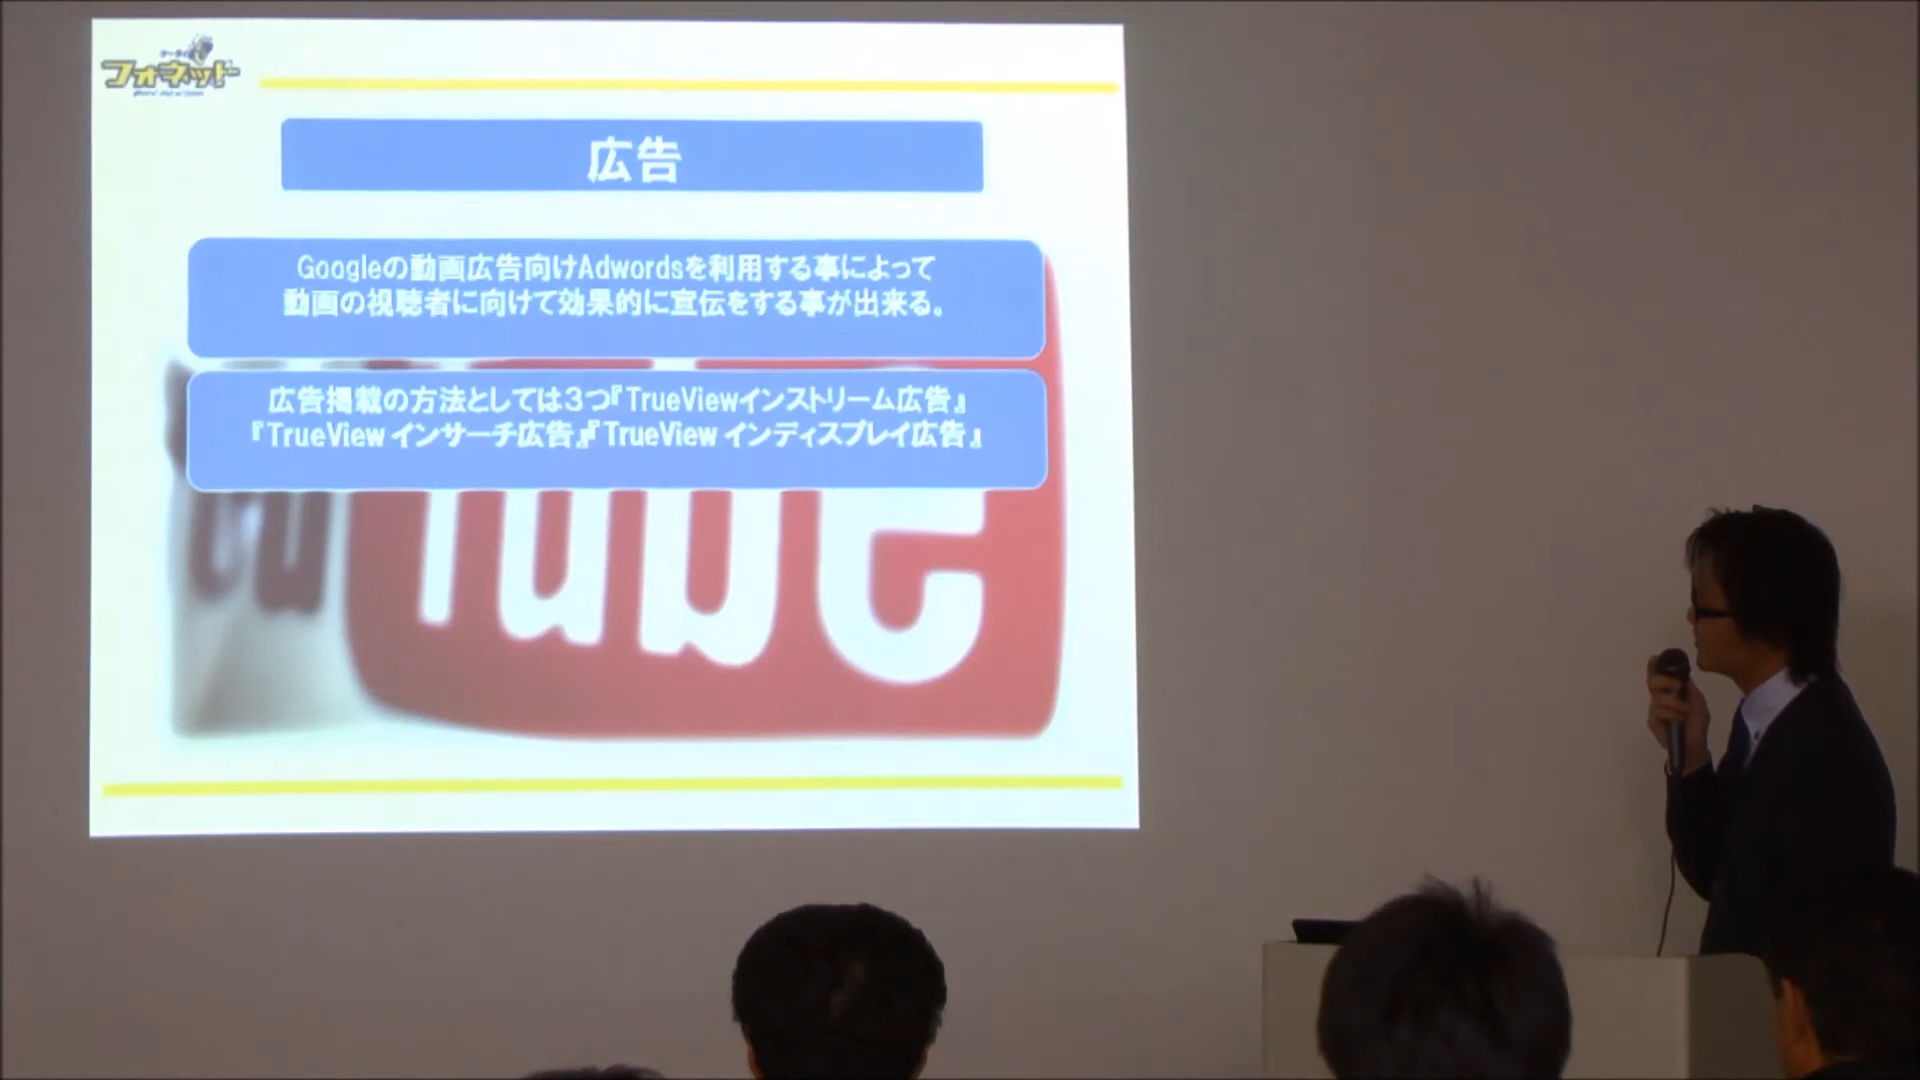 フォネット
広告
Googleの動画広告向けAdwordsを利用する事によって
動画の視聴者に向けて効果的に宣伝をする事が出来る。
広告掲載の方法としては3つ『TrueViewインストリーム広告』
『TrueView インサーチ広告』『TrueView インディスプレイ広告』
Tube